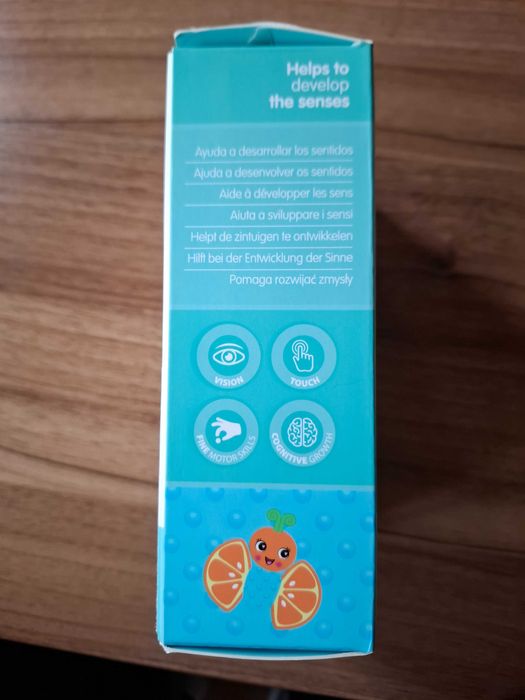 Helps to
develop
the senses
Ayuda a desarrollar los sentidos
Ajuda a desenvolver os sentidos
Aide à développer les sens
Aiuta a sviluppare i sensi
Helpt de zintuigen te ontwikkelen
Hilft bei der Entwicklung der Sinne
Pomaga rozwijać zmysły
VISION
TOUCH
FINE MOTOR SKILLS
COGNITIVE GROWTH